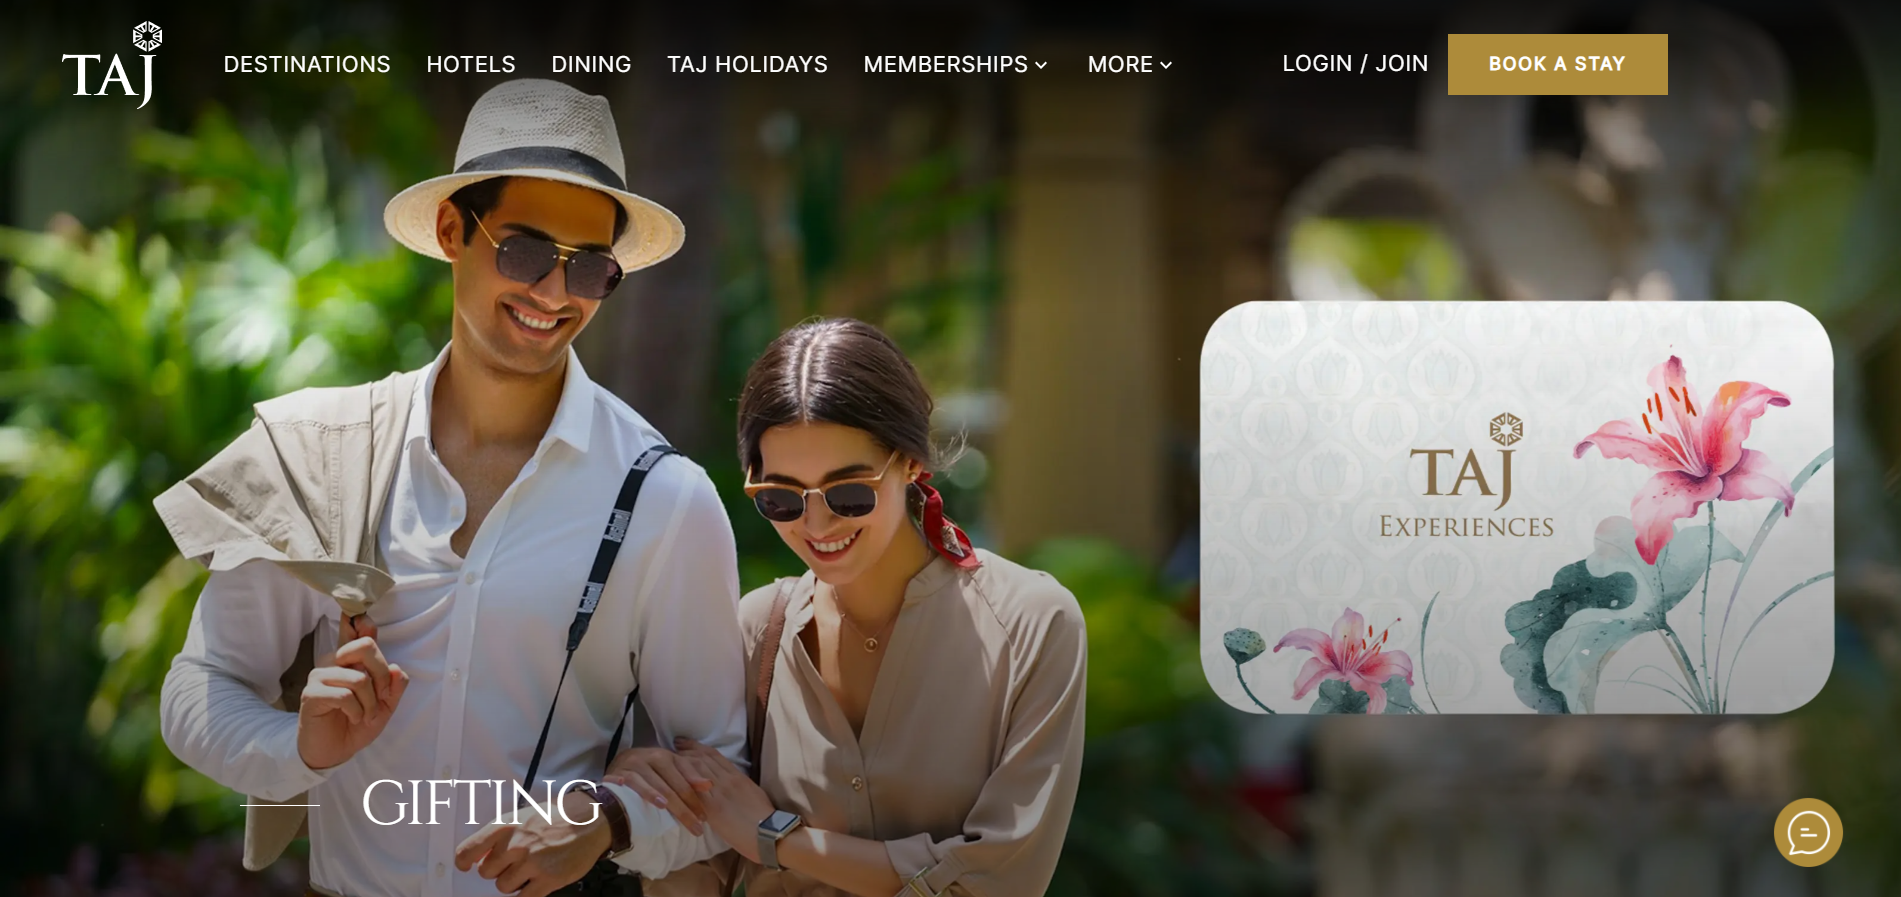 TAJ
DESTINATIONS HOTELS DINING TAJ HOLIDAYS MEMBERSHIPS MORE LOGIN / JOIN BOOK A STAY
TAJ
EXPERIENCES
GIFTING